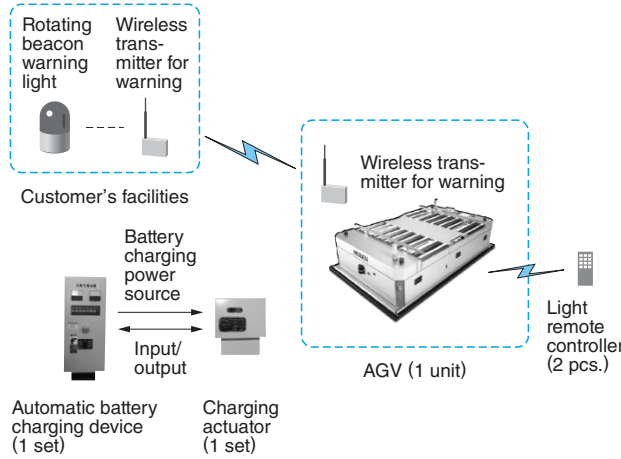 Rotating
beacon
warning
light
Wireless
trans-
mitter for
warning
Customer's facilities
Wireless trans-
mitter for warning
AGV (1 unit)
Light
remote
controller
(2 pcs.)
Battery
charging
power
source
Input/
output
Automatic battery
charging device
(1 set)
Charging
actuator
(1 set)